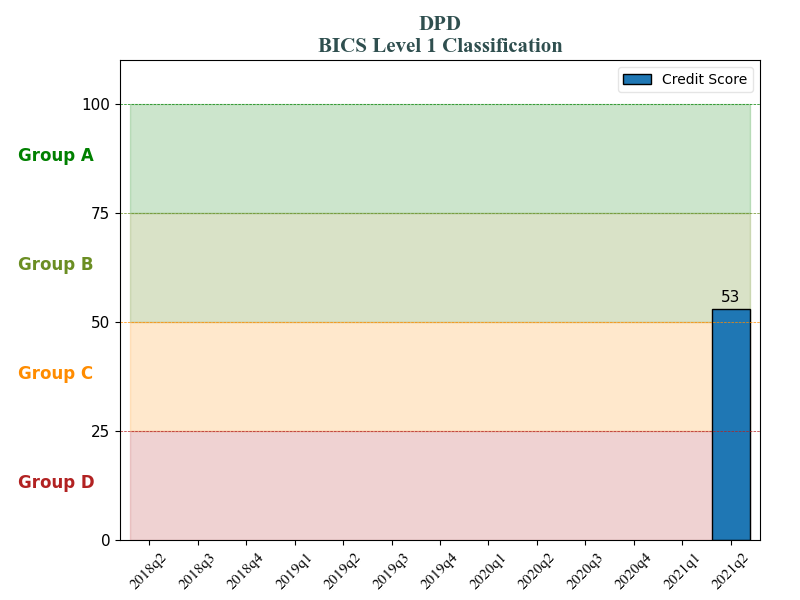 DPD
BICS Level 1 Classification
Credit Score
100
Group A
75
Group B
53
50
Group C
25
Group D
0
2018q2 2018q3 2018q4 2019q1 2019q2 2019q3 2019q4 2020q1 2020q2 2020q3 2020q4 2021q1 2021q2